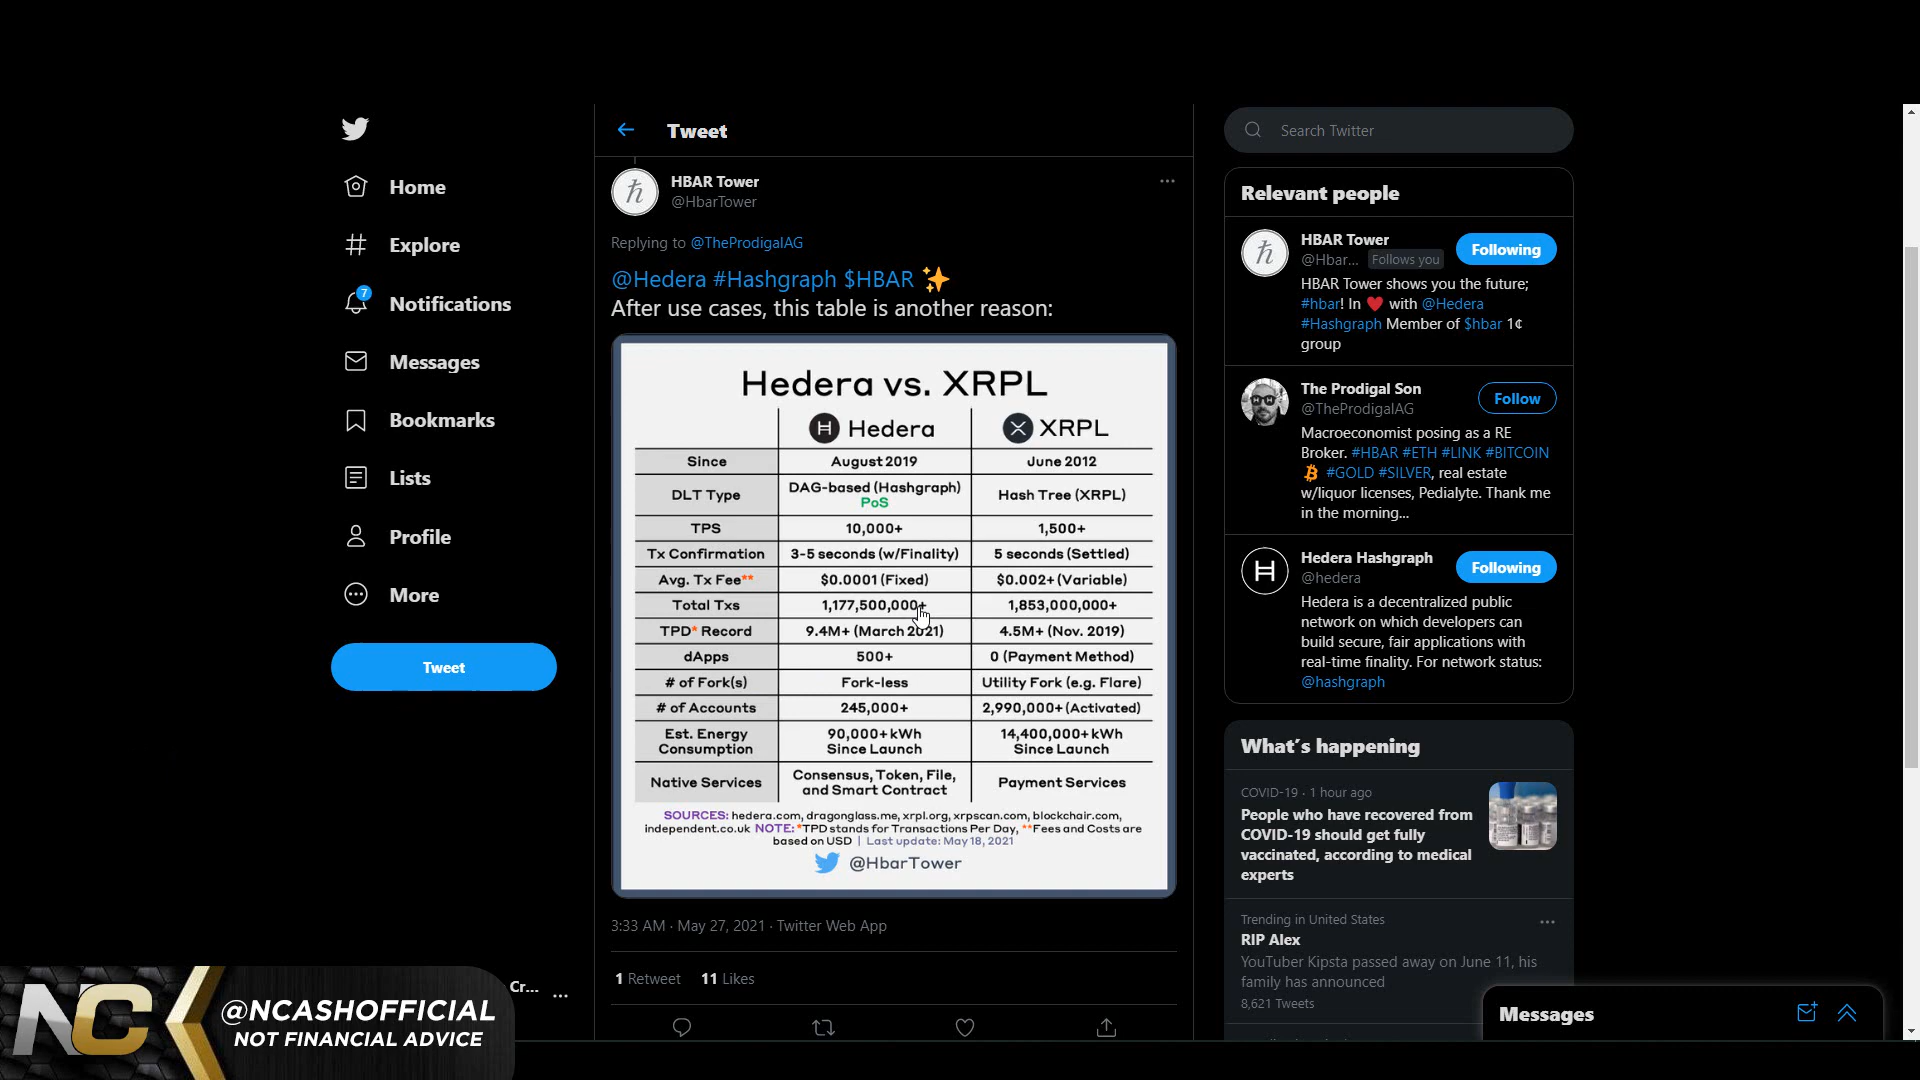 Home
Explore
7
Notifications
Messages
Bookmarks
Lists
Profile
More
Tweet
Cr...
NC
@NCASHOFFICIAL
NOT FINANCIAL ADVICE
Tweet
HBAR Tower
@HbarTower
Replying to @TheProdigalAG
@Hedera #Hashgraph $HBAR ✨
After use cases, this table is another reason:
Hedera vs. XRPL
H Hedera X XRPL
Since August 2019 June 2012
DLT Type DAG-based (Hashgraph) PoS Hash Tree (XRPL)
TPS 10,000+ 1,500+
Tx Confirmation 3-5 seconds (w/Finality) 5 seconds (Settled)
Avg. Tx Fee** $0.0001 (Fixed) $0.002+ (Variable)
Total Txs 1,177,500,000+ 1,853,000,000+
TPD* Record 9.4M+ (March 2021) 4.5M+ (Nov. 2019)
dApps 500+ 0 (Payment Method)
# of Fork(s) Fork-less Utility Fork (e.g. Flare)
# of Accounts 245,000+ 2,990,000+ (Activated)
Est. Energy Consumption 90,000+ kWh Since Launch 14,400,000+ kWh Since Launch
Native Services Consensus, Token, File, and Smart Contract Payment Services
SOURCES: hedera.com, dragonglass.me, xrpl.org, xrpscan.com, blockchair.com,
independent.co.uk NOTE: *TPD stands for Transactions Per Day, **Fees and Costs are
based on USD | Last update: May 18, 2021
@HbarTower
3:33 AM · May 27, 2021 · Twitter Web App
1 Retweet 11 Likes
Search Twitter
Relevant people
HBAR Tower
@Hbar... Follows you
Following
HBAR Tower shows you the future;
#hbar! In ❤️ with @Hedera
#Hashgraph Member of $hbar 1¢
group
The Prodigal Son
@TheProdigalAG
Follow
Macroeconomist posing as a RE
Broker. #HBAR #ETH #LINK #BITCOIN
#GOLD #SILVER, real estate
w/liquor licenses, Pedialyte. Thank me
in the morning...
Hedera Hashgraph
@hedera
Following
Hedera is a decentralized public
network on which developers can
build secure, fair applications with
real-time finality. For network status:
@hashgraph
What's happening
COVID-19 · 1 hour ago
People who have recovered from
COVID-19 should get fully
vaccinated, according to medical
experts
Trending in United States
RIP Alex
YouTuber Kipsta passed away on June 11, his
family has announced
8,621 Tweets
Messages